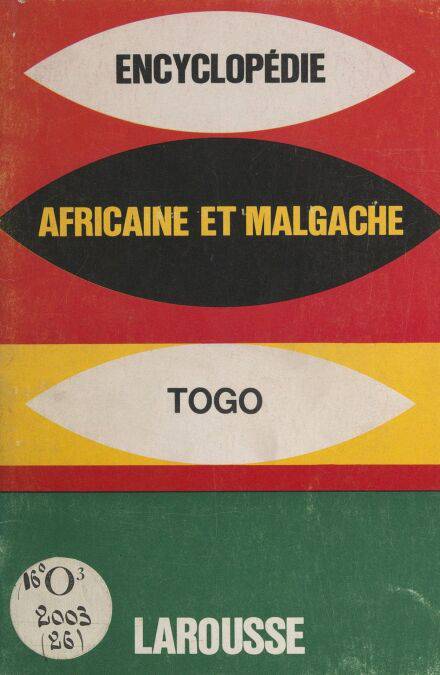 ENCYCLOPÉDIE
AFRICAINE ET MALGACHE
TOGO
16° O³
2003
(26)
LAROUSSE